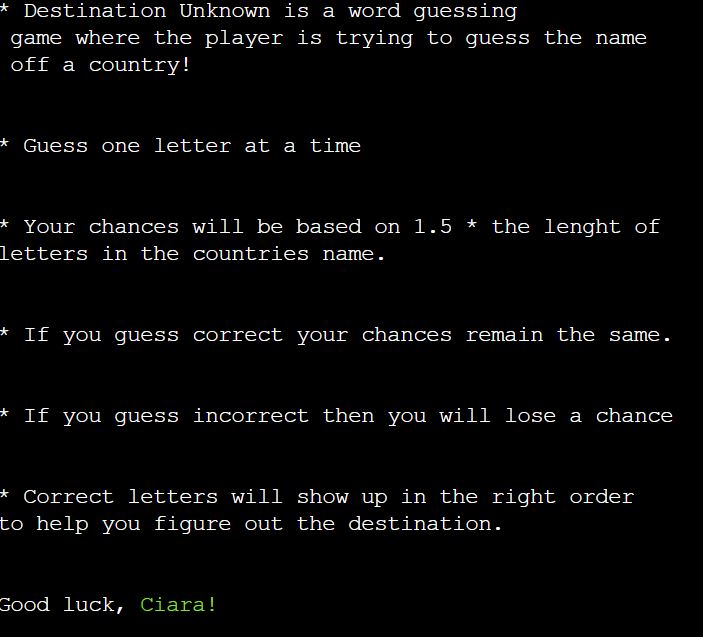 * Destination Unknown is a word guessing
game where the player is trying to guess the name
off a country!
* Guess one letter at a time
* Your chances will be based on 1.5 * the lenght of
letters in the countries name.
* If you guess correct your chances remain the same.
* If you guess incorrect then you will lose a chance
* Correct letters will show up in the right order
to help you figure out the destination.
Good luck, Ciara!